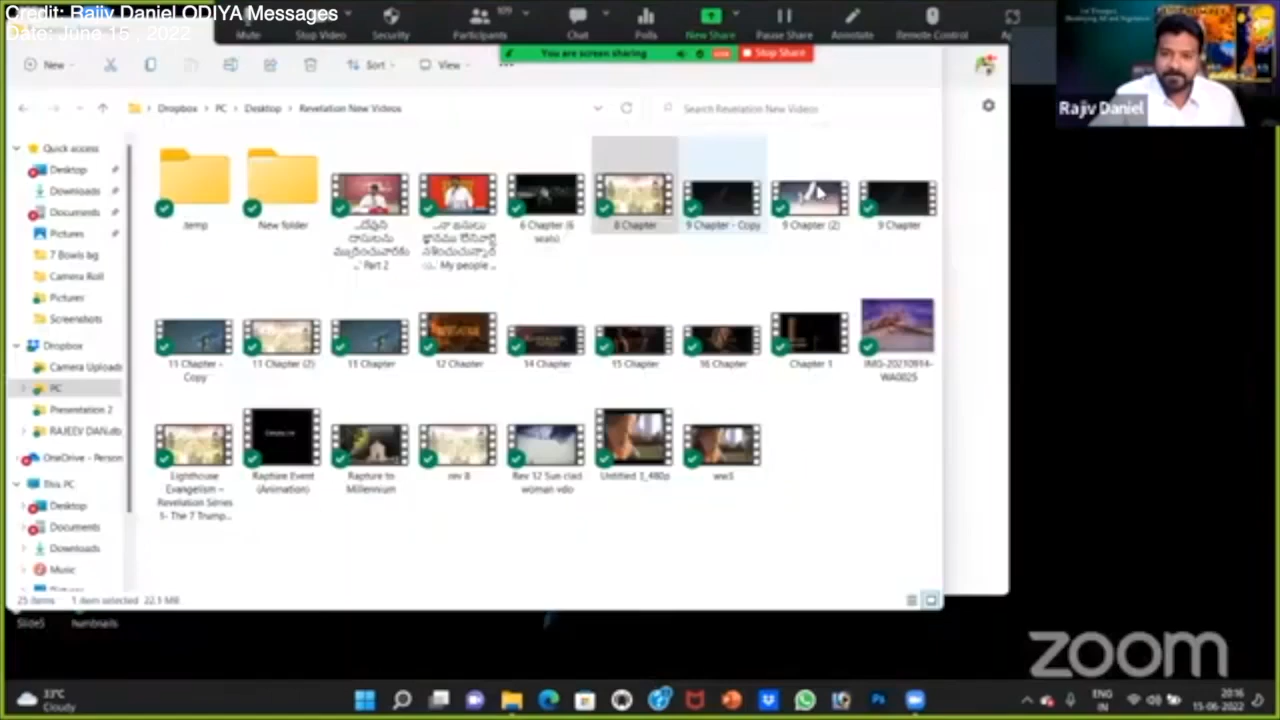 Credit: Rajiv Daniel ODIYA Messages
Date: June 15 , 2022
Mute
Stop Video
Security
Participants
109
Chat
Polls
New Share
Pause Share
Annotate
Remote Control
You are screen sharing
Stop Share
Rajiv Daniel
New
Sort
View
Dropbox > PC > Desktop > Revelation New Videos
Search Revelation New Videos
Quick access
Desktop
Downloads
Documents
Pictures
7 Bowls bg
Camera Roll
Pictures
Screenshots
Dropbox
Camera Uploads
PC
Presentation 2
RAJEEV DAN.db
OneDrive - Person
This PC
Desktop
Documents
Downloads
Music
.temp
New folder
Part 2
My people ..
6 Chapter (6 seals)
8 Chapter
9 Chapter - Copy
9 Chapter (2)
9 Chapter
11 Chapter - Copy
11 Chapter (2)
11 Chapter
12 Chapter
14 Chapter
15 Chapter
16 Chapter
Chapter 1
IMG-20210914-WA0025
Lighthouse Evangelism – Revelation Series 9- The 7 Trump...
Rapture Event (Animation)
Rapture to Millennium
rev 8
Rev 12 Sun clad woman vdo
Untitled 1_480p
25 items
1 item selected
22.3 MB
Slide5
humbnails
zoom
33°C
Cloudy
ENG
IN
20:16
15-06-2022